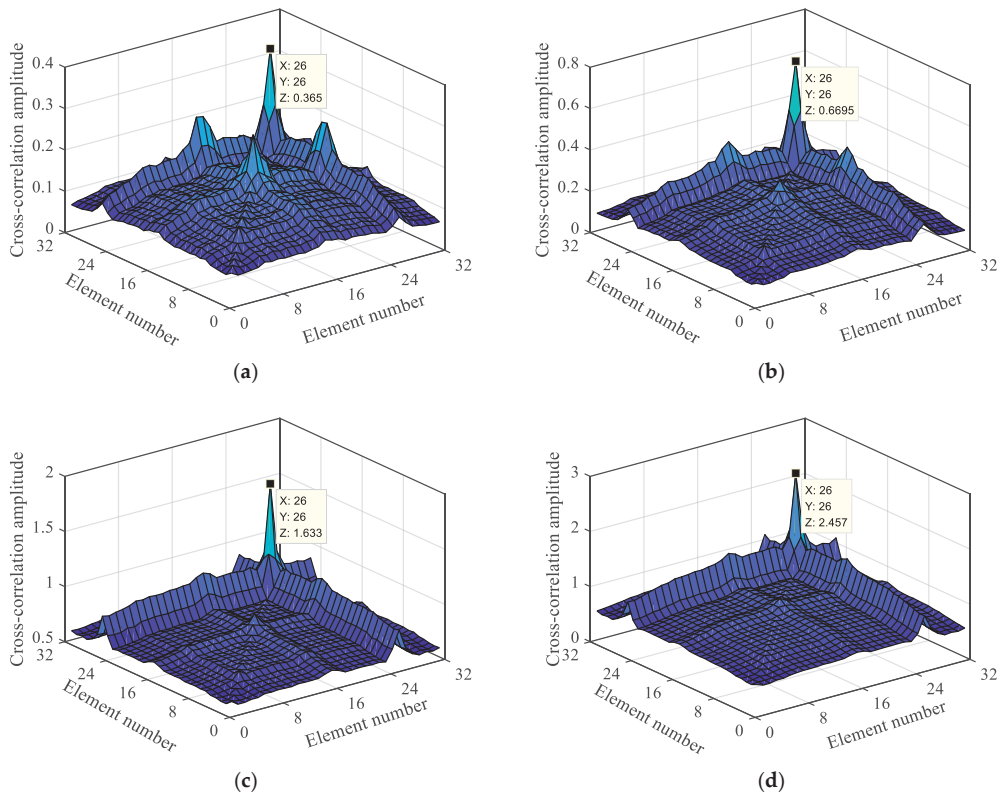 Cross-correlation amplitude
0.4
0.3
0.2
0.1
0
X: 26
Y: 26
Z: 0.365
32
24
16
8
0
Element number
0
8
16
24
32
Element number
(a)
Cross-correlation amplitude
0.8
0.6
0.4
0.2
0
X: 26
Y: 26
Z: 0.6695
32
24
16
8
0
Element number
0
8
16
24
32
Element number
(b)
Cross-correlation amplitude
2
1.5
1
0.5
X: 26
Y: 26
Z: 1.633
32
24
16
8
0
Element number
0
8
16
24
32
Element number
(c)
Cross-correlation amplitude
3
2
1
0
X: 26
Y: 26
Z: 2.457
32
24
16
8
0
Element number
0
8
16
24
32
Element number
(d)